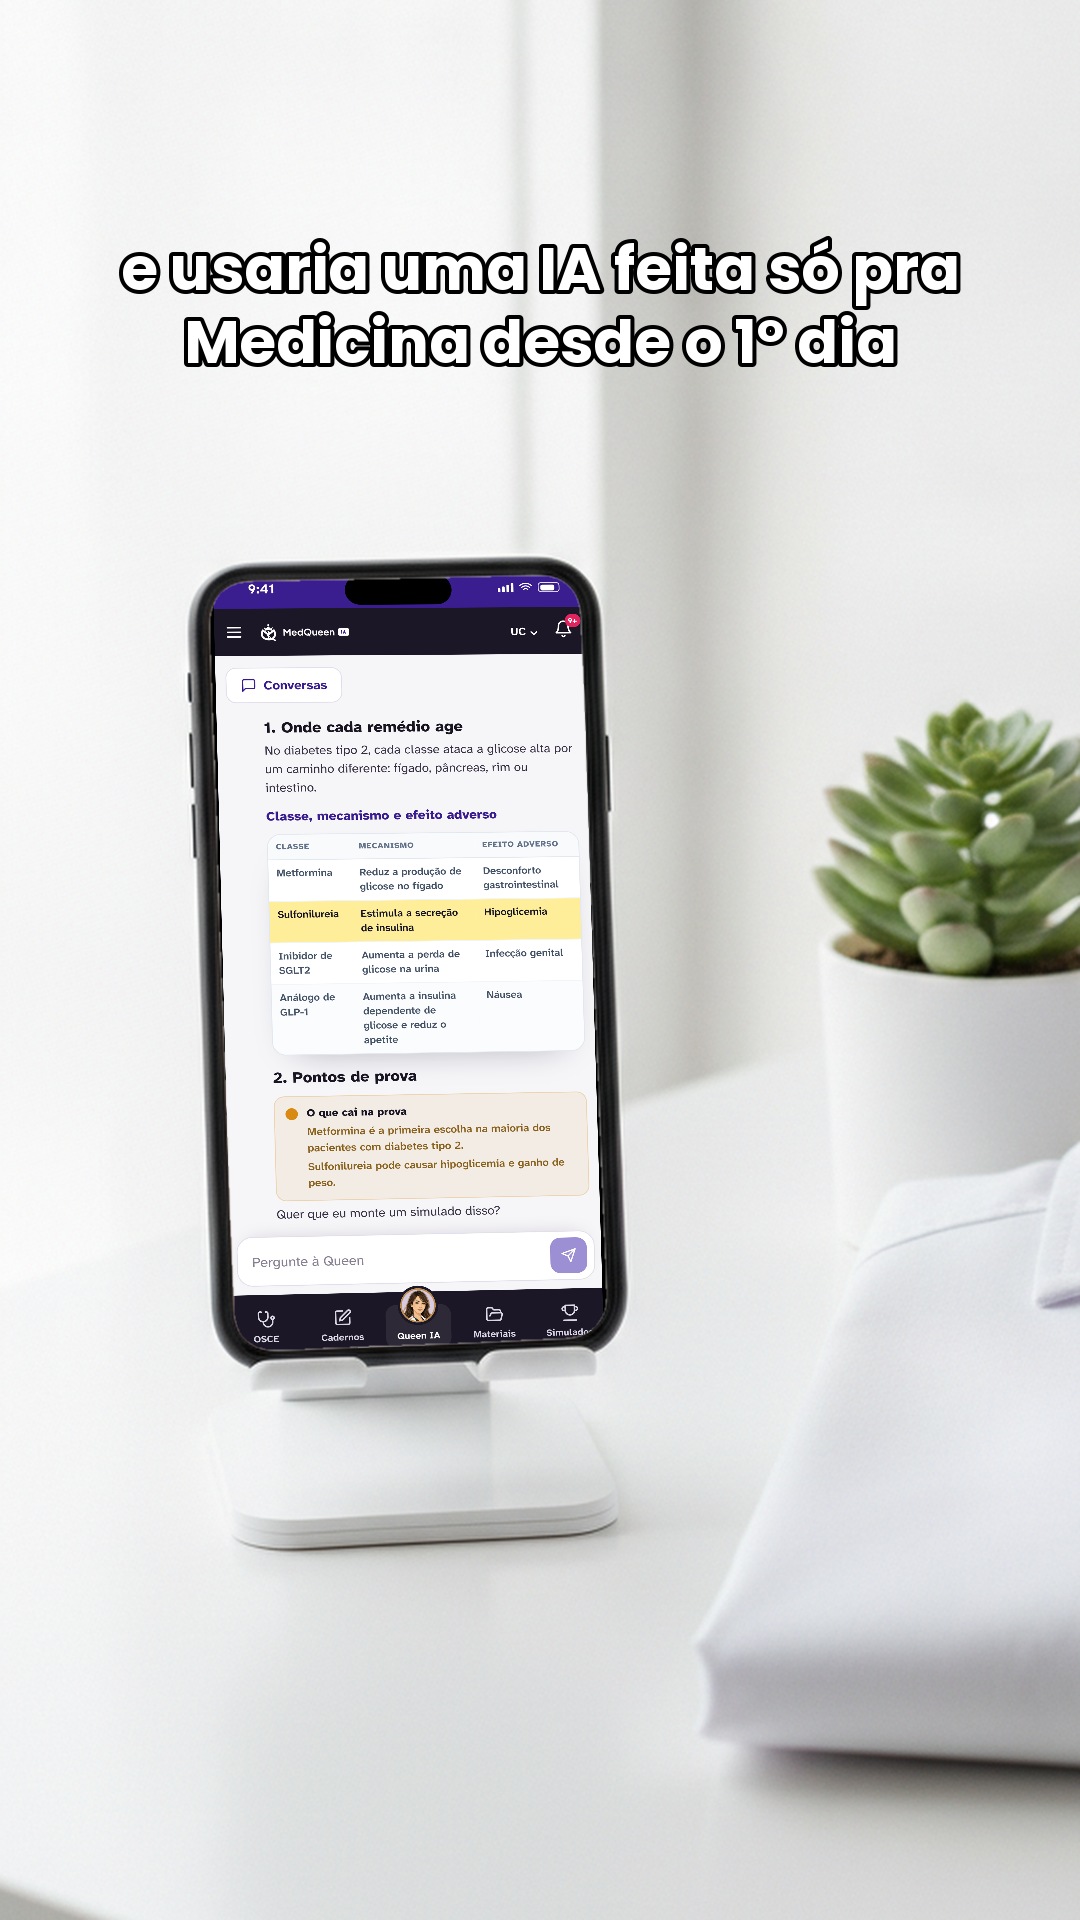 e usaria uma IA feita só pra
Medicina desde o 1º dia
9:41
MedQueen IA
UC
9+
Conversas
1. Onde cada remédio age
No diabetes tipo 2, cada classe ataca a glicose alta por
um caminho diferente: fígado, pâncreas, rim ou
intestino.
Classe, mecanismo e efeito adverso
CLASSE MECANISMO EFEITO ADVERSO
Metformina Reduz a produção de Desconforto
glicose no fígado gastrointestinal
Sulfonilureia Estimula a secreção Hipoglicemia
de insulina
Inibidor de Aumenta a perda de Infecção genital
SGLT2 glicose na urina
Análogo de Aumenta a insulina Náusea
GLP-1 dependente de
glicose e reduz o
apetite
2. Pontos de prova
O que cai na prova
Metformina é a primeira escolha na maioria dos
pacientes com diabetes tipo 2.
Sulfonilureia pode causar hipoglicemia e ganho de
peso.
Quer que eu monte um simulado disso?
Pergunte à Queen
OSCE Cadernos Queen IA Materiais Simulados